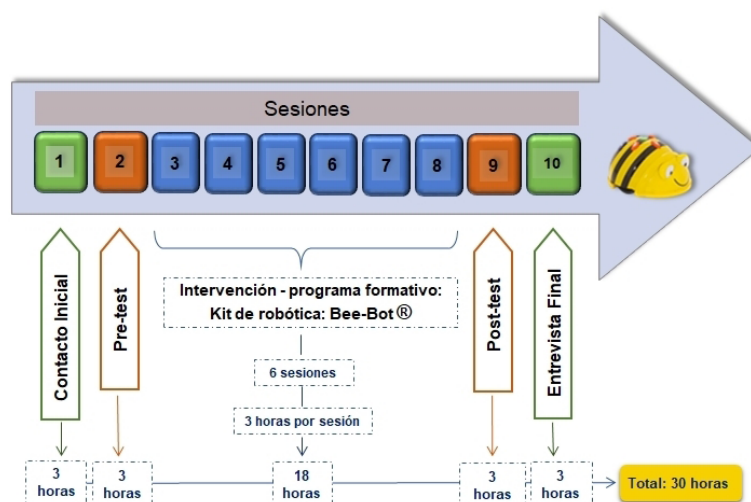 Sesiones
1 2 3 4 5 6 7 8 9 10
Contacto Inicial
Pre-test
Intervención - programa formativo:
Kit de robótica: Bee-Bot ®
6 sesiones
3 horas por sesión
Post-test
Entrevista Final
3
horas
3
horas
18
horas
3
horas
3
horas
Total: 30 horas